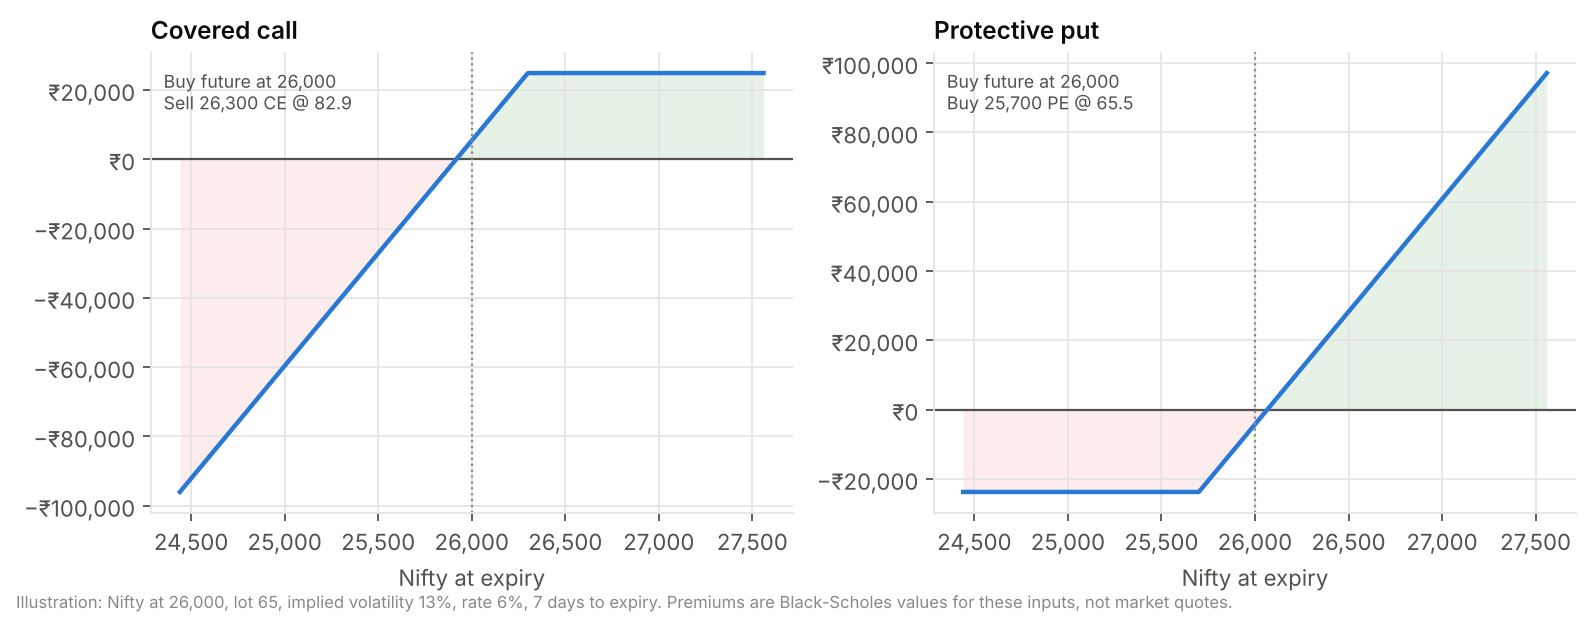 Covered call
Buy future at 26,000
Sell 26,300 CE @ 82.9
₹20,000
₹0
−₹20,000
−₹40,000
−₹60,000
−₹80,000
−₹100,000
24,500 25,000 25,500 26,000 26,500 27,000 27,500
Nifty at expiry
Protective put
Buy future at 26,000
Buy 25,700 PE @ 65.5
₹100,000
₹80,000
₹60,000
₹40,000
₹20,000
₹0
−₹20,000
24,500 25,000 25,500 26,000 26,500 27,000 27,500
Nifty at expiry
Illustration: Nifty at 26,000, lot 65, implied volatility 13%, rate 6%, 7 days to expiry. Premiums are Black-Scholes values for these inputs, not market quotes.